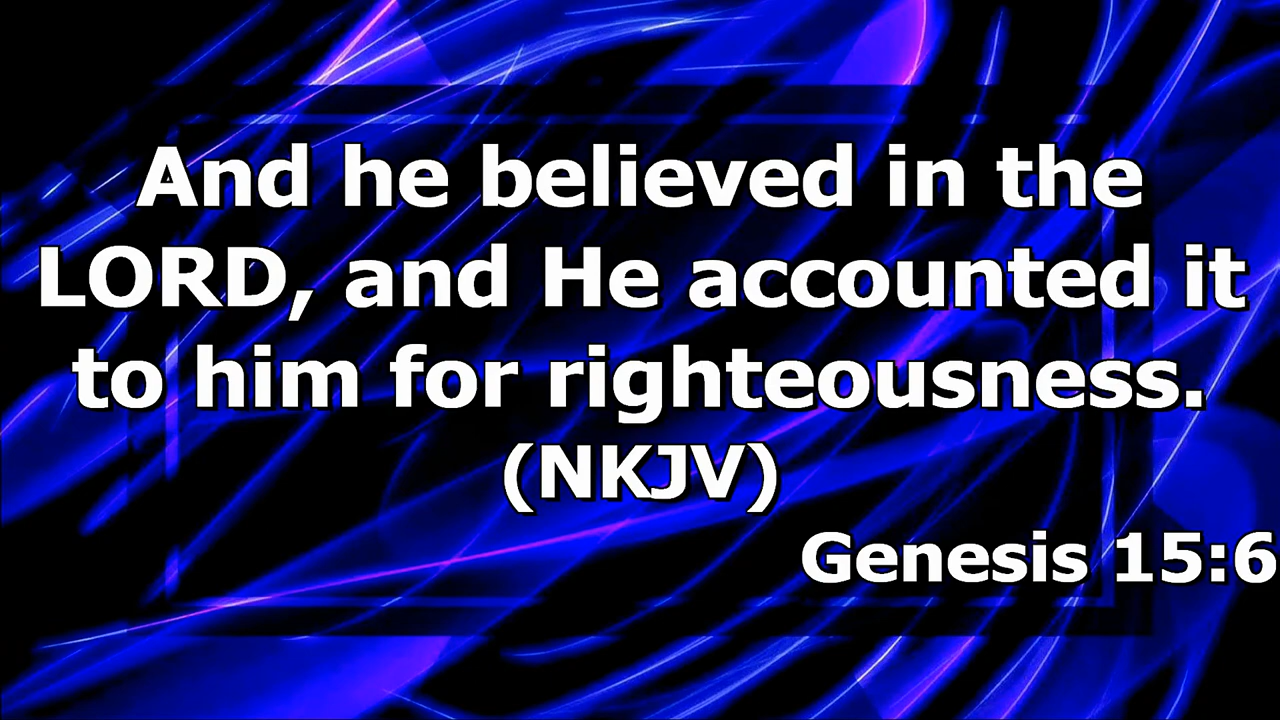 And he believed in the
LORD, and He accounted it
to him for righteousness.
(NKJV)
Genesis 15:6